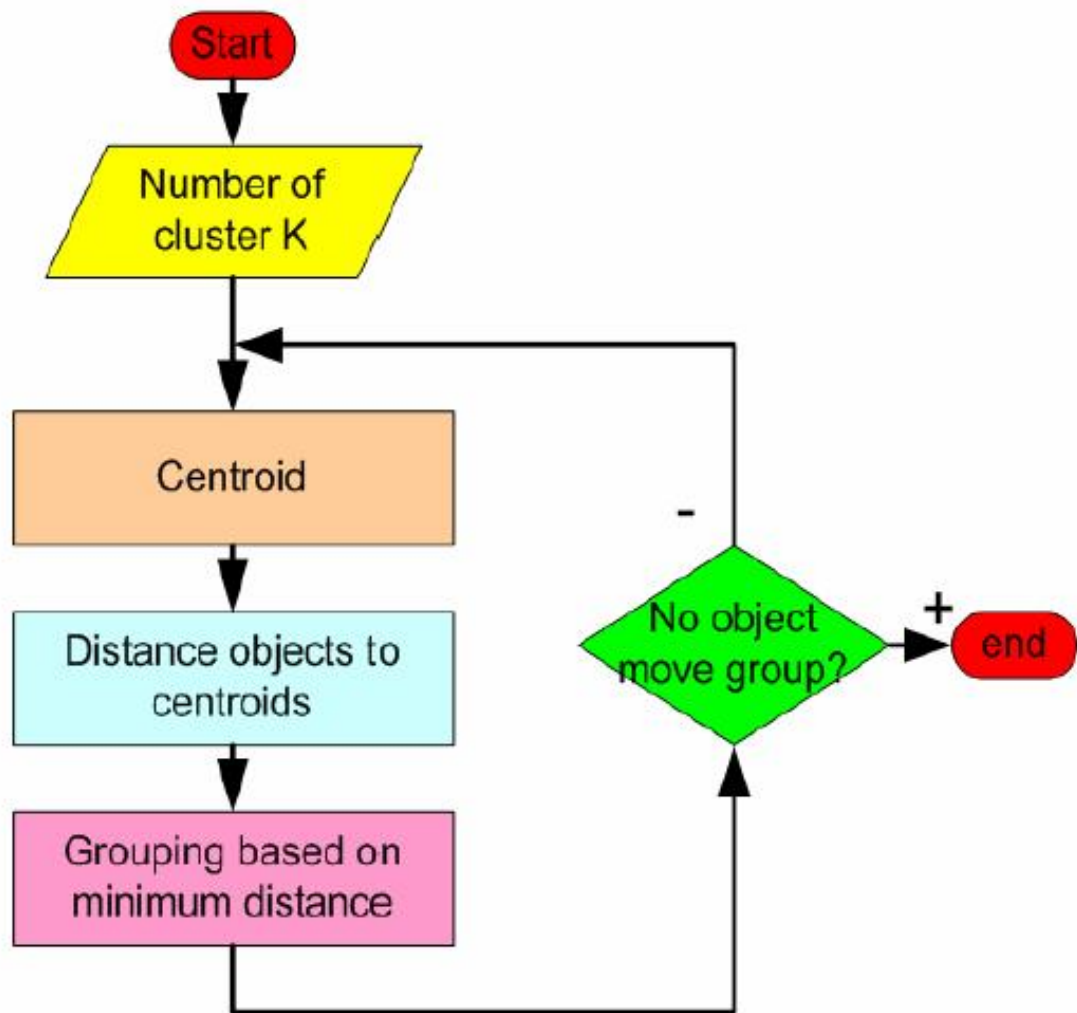 Start
Number of
cluster K
Centroid
Distance objects to
centroids
Grouping based on
minimum distance
-
No object
move group?
+
end